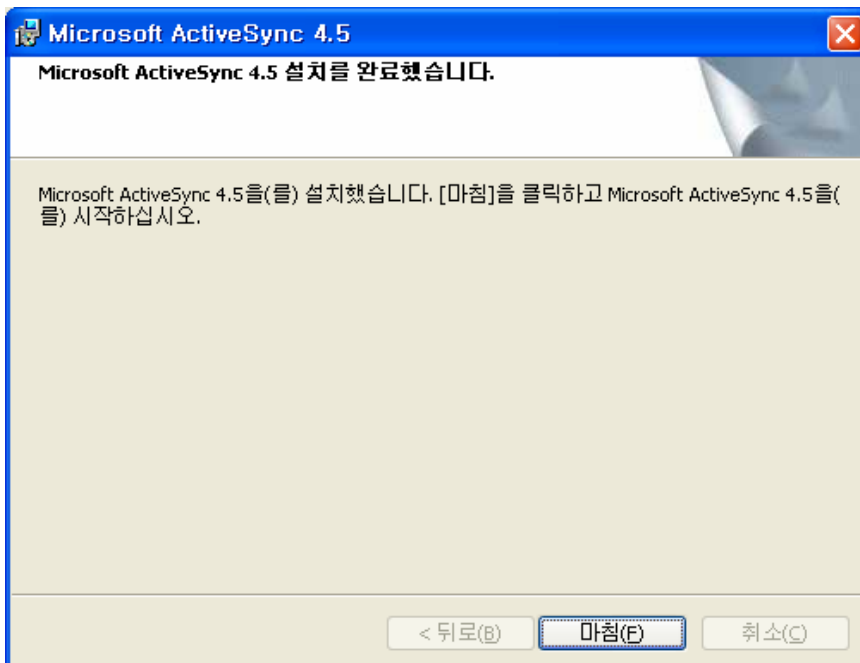 Microsoft ActiveSync 4.5
Microsoft ActiveSync 4.5 설치를 완료했습니다.
Microsoft ActiveSync 4.5을(를) 설치했습니다. [마침]을 클릭하고 Microsoft ActiveSync 4.5을(
를) 시작하십시오.
< 뒤로(B) 마침(F) 취소(C)